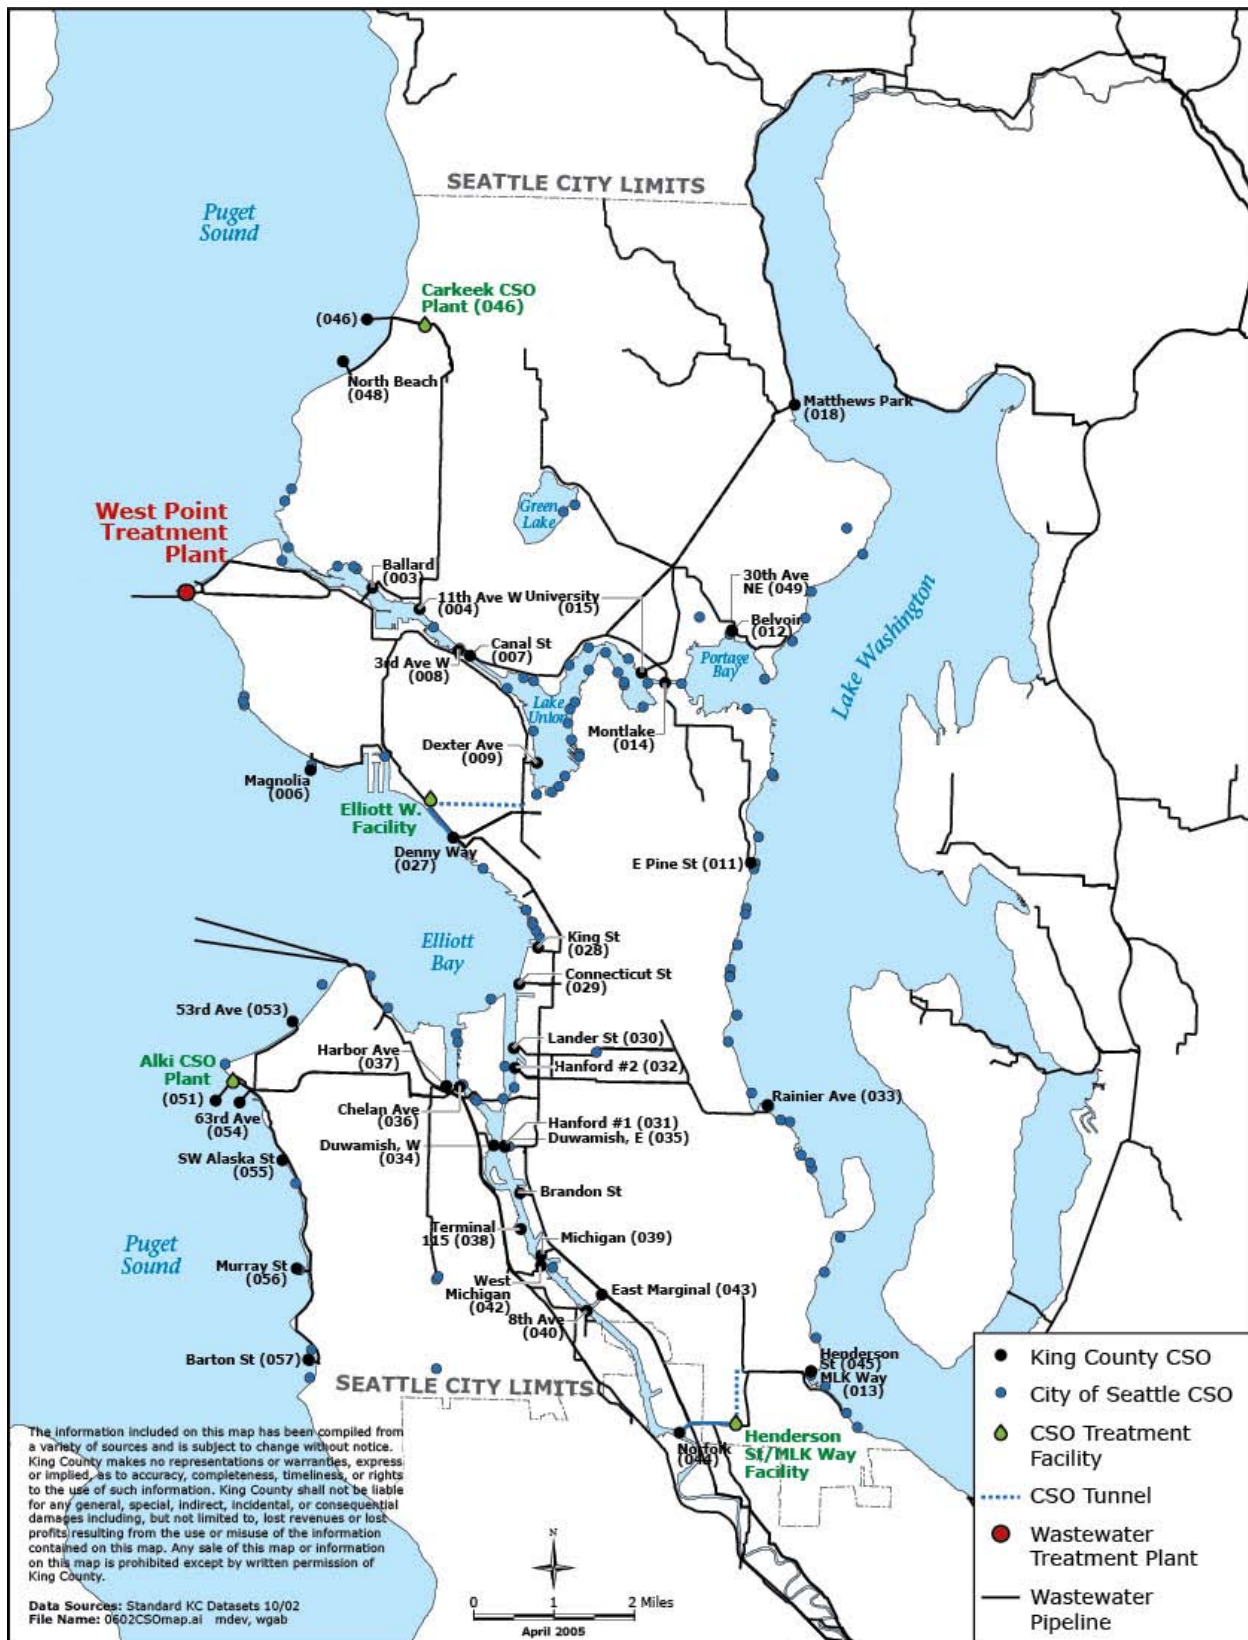 SEATTLE CITY LIMITS
Puget
Sound
Carkeek CSO
Plant (046)
(046)
North Beach
(048)
Matthews Park
(018)
Green
Lake
West Point
Treatment
Plant
Ballard
(003)
11th Ave W
(004)
University
(015)
30th Ave
NE (049)
Belvoir
(012)
Canal St
(007)
3rd Ave W
(008)
Portage
Bay
Lake Washington
Lake
Union
Montlake
(014)
Dexter Ave
(009)
Magnolia
(006)
Elliott W.
Facility
Denny Way
(027)
E Pine St (011)
Elliott
Bay
King St
(028)
Connecticut St
(029)
53rd Ave (053)
Lander St (030)
Harbor Ave
(037)
Hanford #2 (032)
Alki CSO
Plant
(051)
63rd Ave
(054)
Chelan Ave
(036)
Rainier Ave (033)
Hanford #1 (031)
Duwamish, E (035)
Duwamish, W
(034)
SW Alaska St
(055)
Brandon St
Terminal
115 (038)
Michigan (039)
Puget
Sound
Murray St
(056)
West
Michigan
(042)
East Marginal (043)
8th Ave
(040)
Barton St (057)
SEATTLE CITY LIMITS
Henderson
St (045)
MLK Way
(013)
Norfolk
(044)
Henderson
St/MLK Way
Facility
King County CSO
City of Seattle CSO
CSO Treatment
Facility
CSO Tunnel
Wastewater
Treatment Plant
Wastewater
Pipeline
The information included on this map has been compiled from
a variety of sources and is subject to change without notice.
King County makes no representations or warranties, express
or implied, as to accuracy, completeness, timeliness, or rights
to the use of such information. King County shall not be liable
for any general, special, indirect, incidental, or consequential
damages including, but not limited to, lost revenues or lost
profits resulting from the use or misuse of the information
contained on this map. Any sale of this map or information
on this map is prohibited except by written permission of
King County.
Data Sources: Standard KC Datasets 10/02
File Name: 0602CSOmap.ai mdev, wgab
N
0 1 2 Miles
April 2005